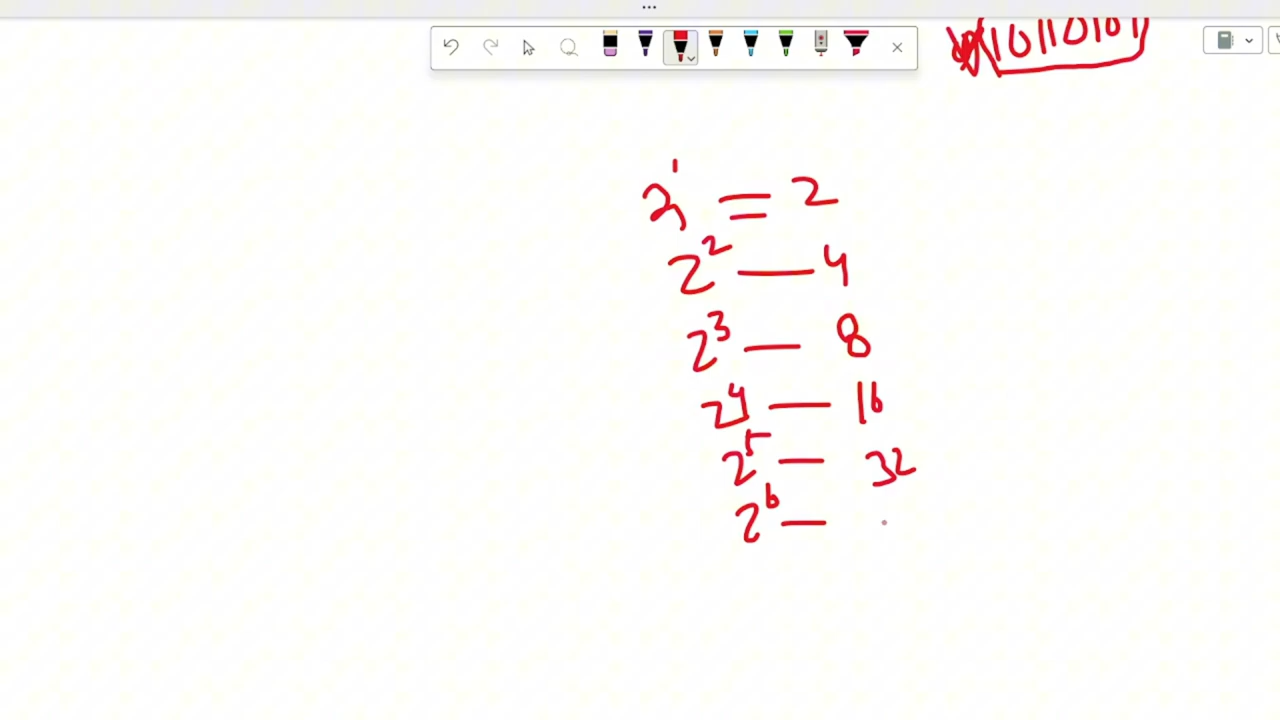 10110101
2¹ = 2
2² — 4
2³ — 8
2⁴ — 16
2⁵ — 32
2⁶ —